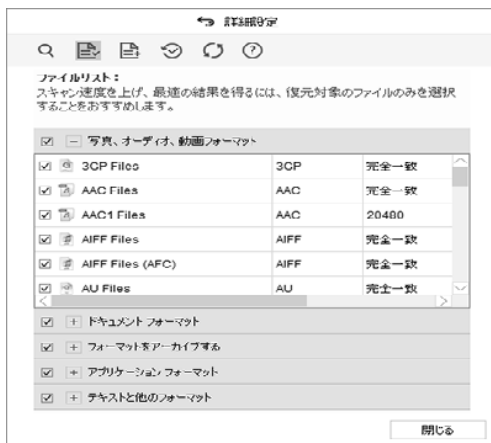 詳細設定
ファイルリスト:
スキャン速度を上げ、最適の結果を得るには、復元対象のファイルのみを選択
することをおすすめします。
写真、オーディオ、動画フォーマット
3GP Files 3GP 完全一致
AAC Files AAC 完全一致
AAC1 Files AAC 20480
AIFF Files AIFF 完全一致
AIFF Files (AFC) AIFF 完全一致
AU Files AU 完全一致
ドキュメント フォーマット
フォーマットをアーカイブする
アプリケーション フォーマット
テキストと他のフォーマット
閉じる